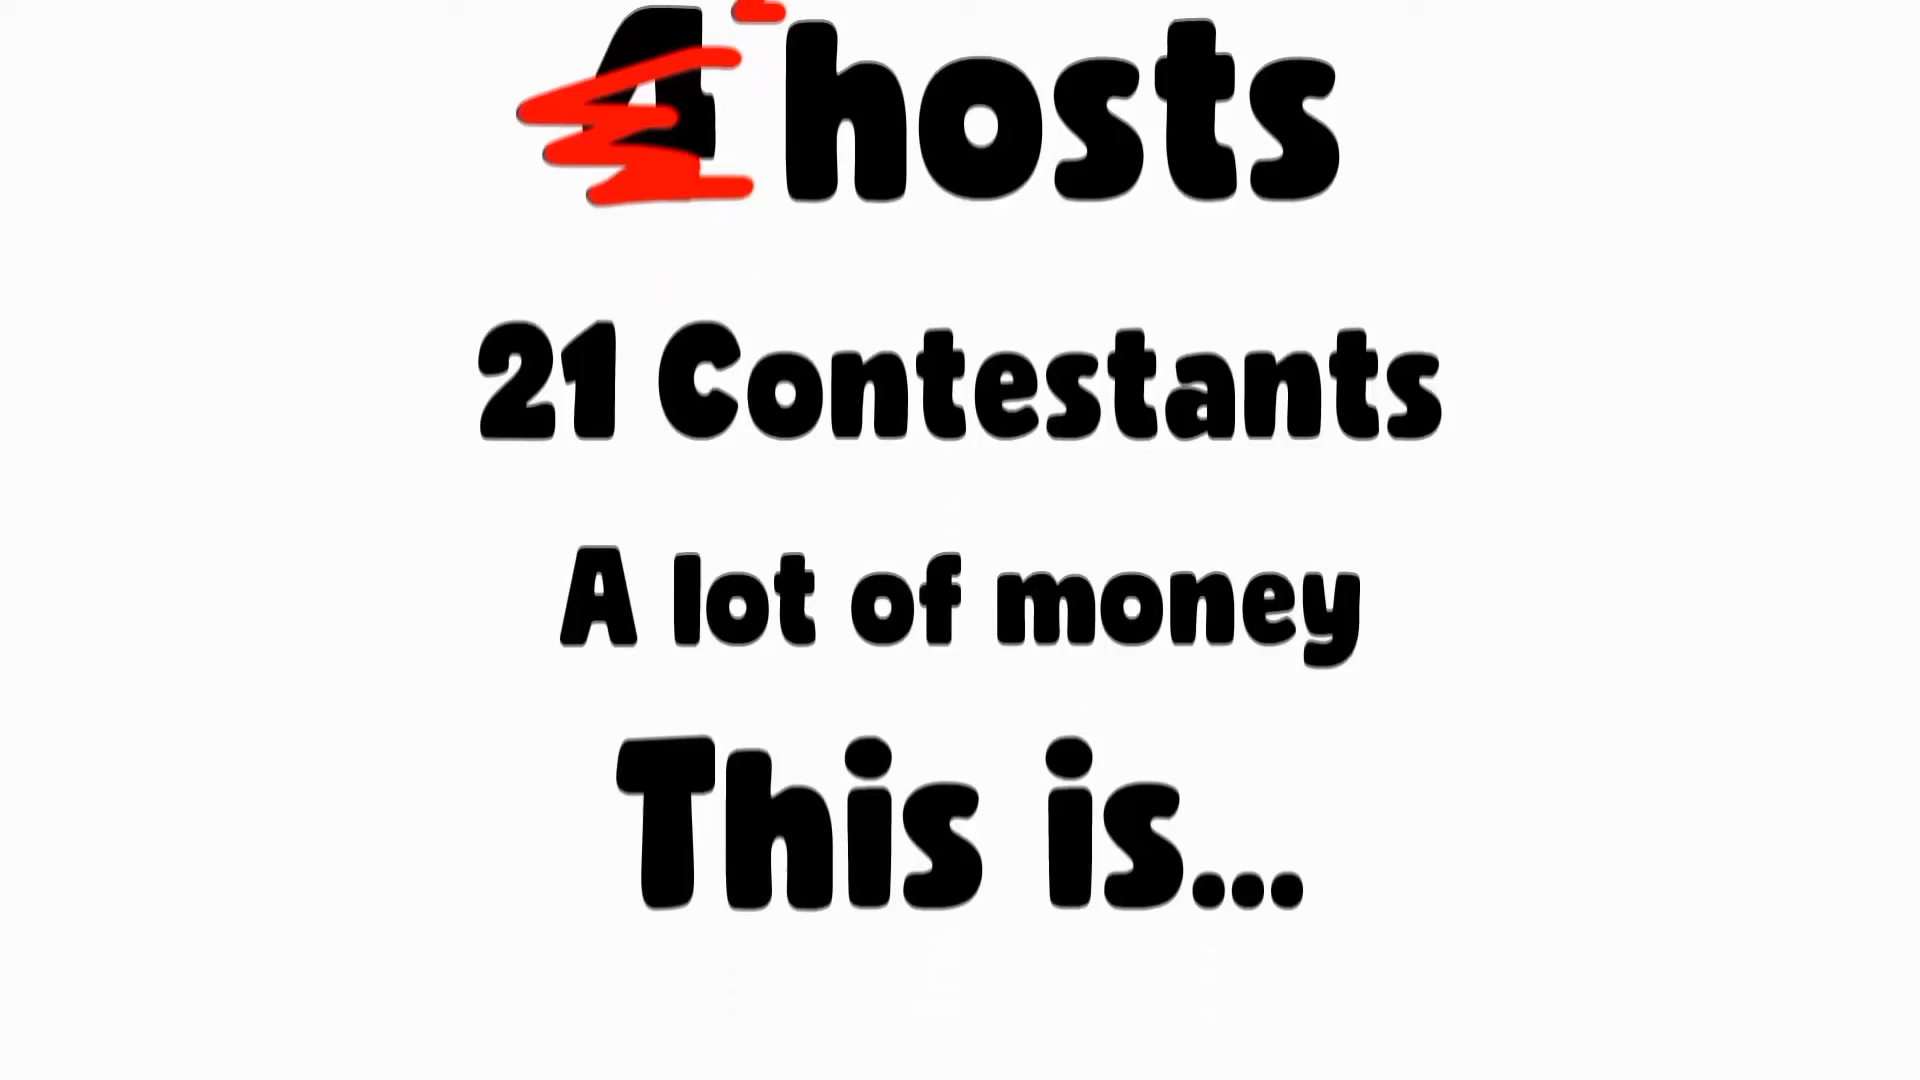 4 hosts
21 Contestants
A lot of money
This is...